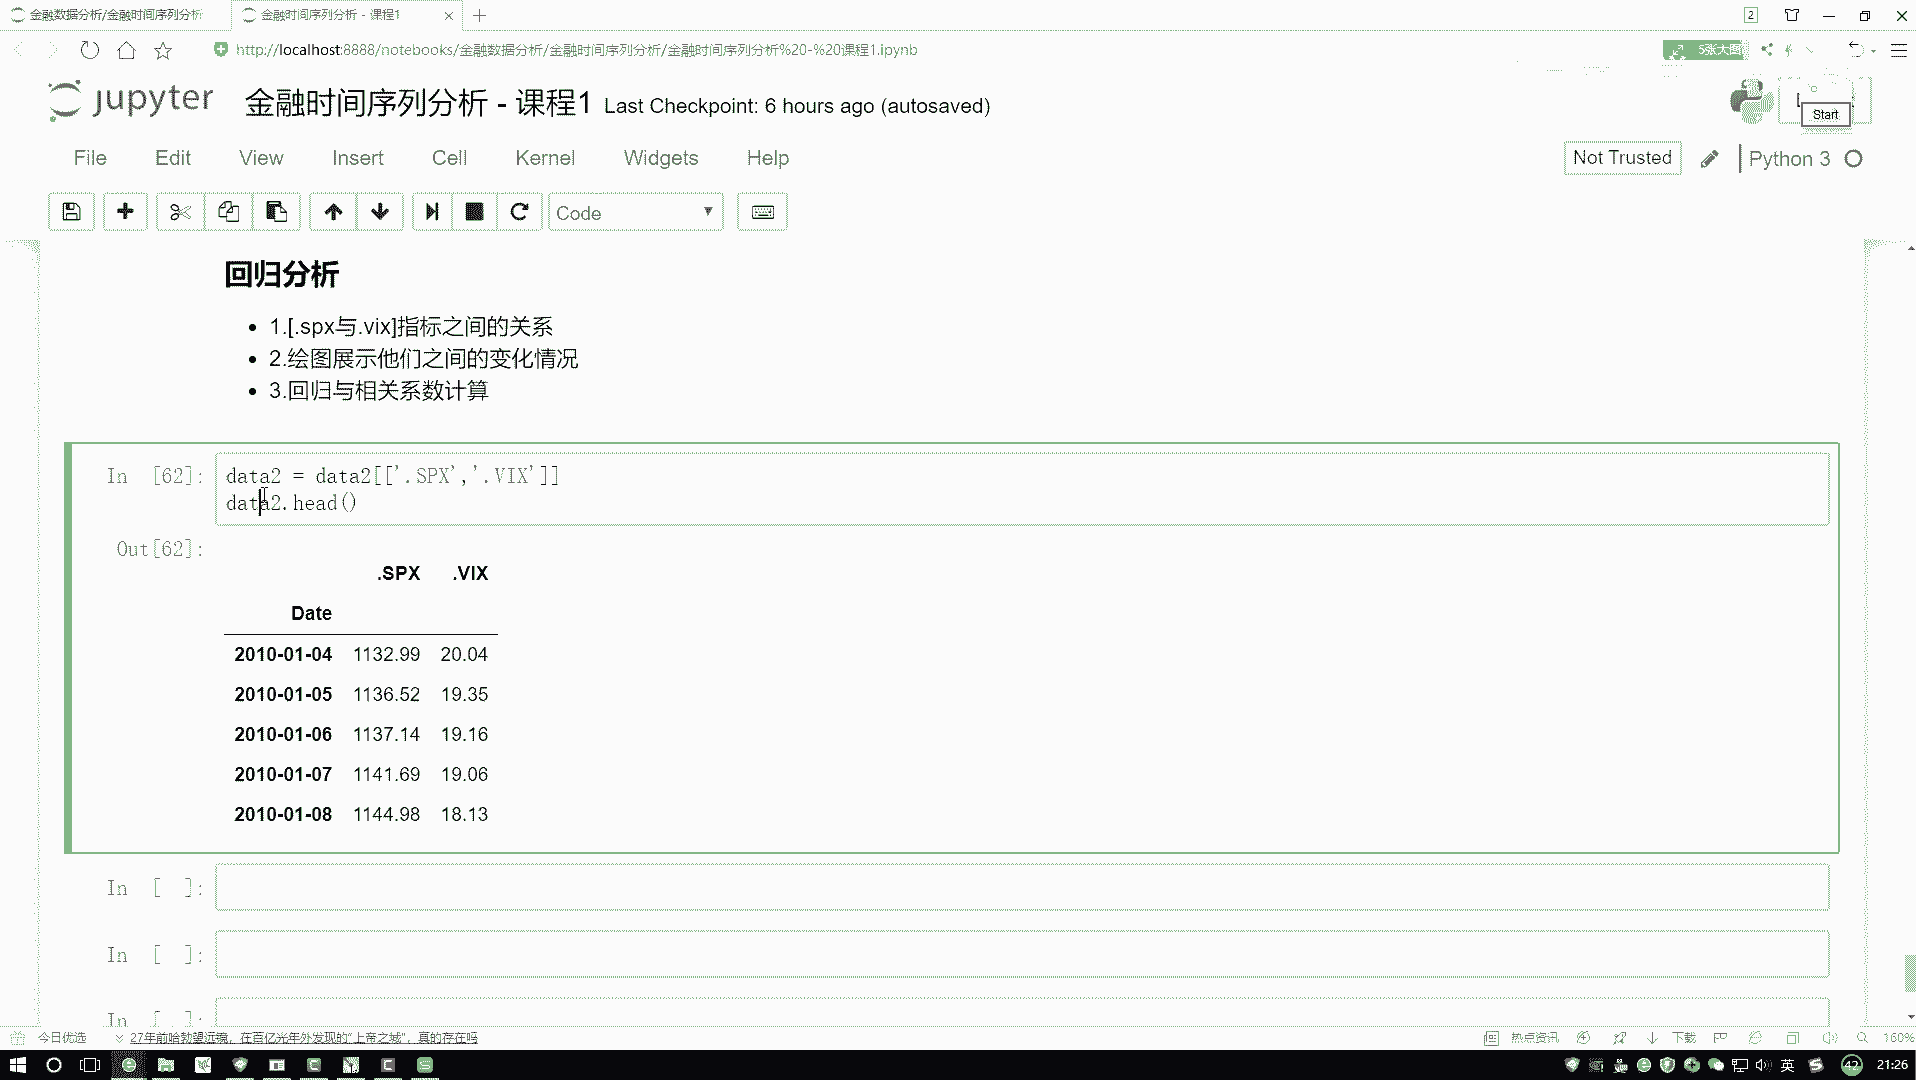 金融数据分析/金融时间序列分析
金融时间序列分析 - 课程1
2
http://localhost:8888/notebooks/金融数据分析/金融时间序列分析/金融时间序列分析%20-%20课程1.ipynb
5张大图
jupyter
金融时间序列分析 - 课程1 Last Checkpoint: 6 hours ago (autosaved)
Start
File Edit View Insert Cell Kernel Widgets Help
Not Trusted
Python 3
Code
回归分析
1.[.spx与.vix]指标之间的关系
2.绘图展示他们之间的变化情况
3.回归与相关系数计算
In [62]: data2 = data2[['.SPX','.VIX']]
data2.head()
Out[62]:
.SPX .VIX
Date
2010-01-04 1132.99 20.04
2010-01-05 1136.52 19.35
2010-01-06 1137.14 19.16
2010-01-07 1141.69 19.06
2010-01-08 1144.98 18.13
In [ ]:
In [ ]:
In [ ]:
今日优选
27年前哈勃望远镜，在百亿光年外发现的“上帝之城”，真的存在吗
热点资讯
下载
160%
英
42
21:26